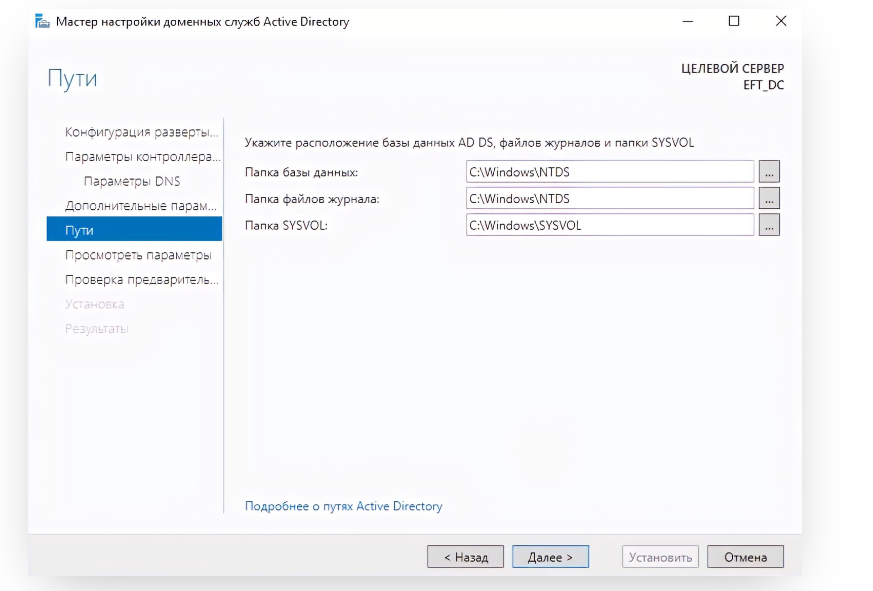 Мастер настройки доменных служб Active Directory
Пути
ЦЕЛЕВОЙ СЕРВЕР
EFT_DC
Конфигурация разверты...
Параметры контроллера...
Параметры DNS
Дополнительные парам...
Пути
Просмотреть параметры
Проверка предваритель...
Установка
Результаты
Укажите расположение базы данных AD DS, файлов журналов и папки SYSVOL
Папка базы данных: C:\Windows\NTDS ...
Папка файлов журнала: C:\Windows\NTDS ...
Папка SYSVOL: C:\Windows\SYSVOL ...
Подробнее о путях Active Directory
< Назад Далее > Установить Отмена